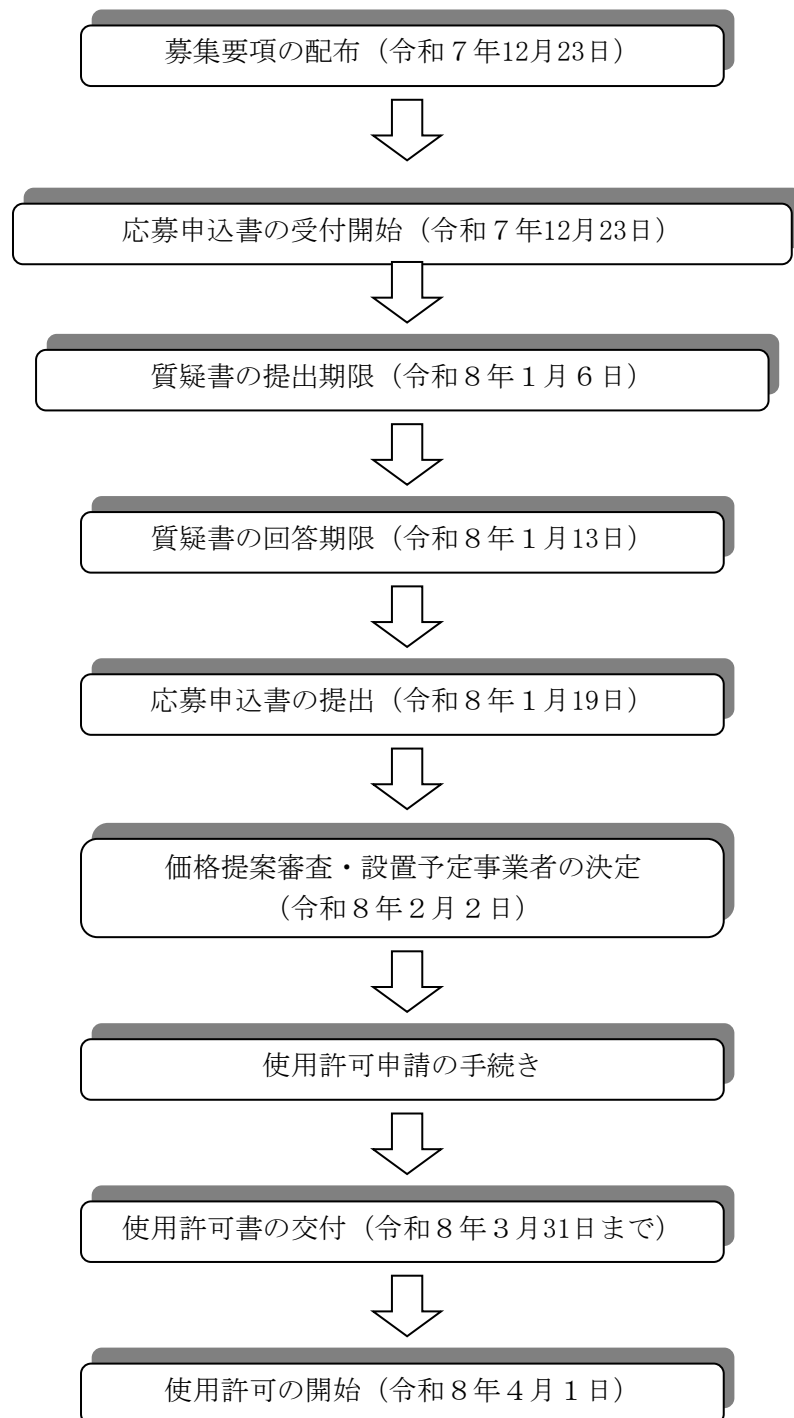 募集要項の配布（令和７年12月23日）
応募申込書の受付開始（令和７年12月23日）
質疑書の提出期限（令和８年１月６日）
質疑書の回答期限（令和８年１月13日）
応募申込書の提出（令和８年１月19日）
価格提案審査・設置予定事業者の決定
（令和８年２月２日）
使用許可申請の手続き
使用許可書の交付（令和８年３月31日まで）
使用許可の開始（令和８年４月１日）